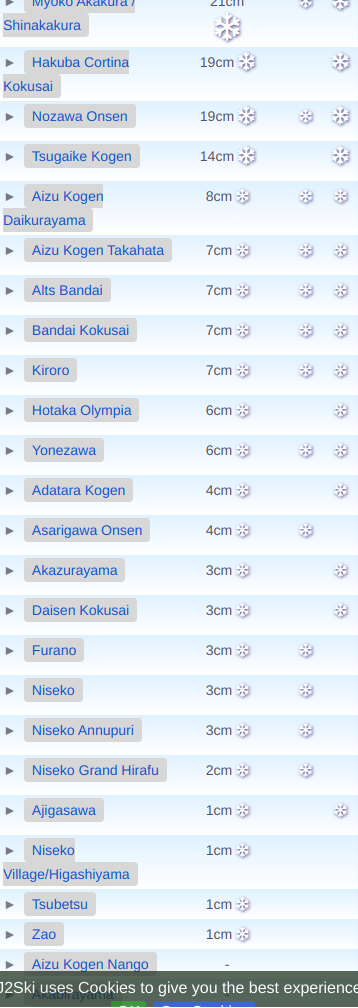 Myoko Akakura / 21cm
Shinakakura
▶ Hakuba Cortina 19cm
Kokusai
▶ Nozawa Onsen 19cm
▶ Tsugaike Kogen 14cm
▶ Aizu Kogen 8cm
Daikurayama
▶ Aizu Kogen Takahata 7cm
▶ Alts Bandai 7cm
▶ Bandai Kokusai 7cm
▶ Kiroro 7cm
▶ Hotaka Olympia 6cm
▶ Yonezawa 6cm
▶ Adatara Kogen 4cm
▶ Asarigawa Onsen 4cm
▶ Akazurayama 3cm
▶ Daisen Kokusai 3cm
▶ Furano 3cm
▶ Niseko 3cm
▶ Niseko Annupuri 3cm
▶ Niseko Grand Hirafu 2cm
▶ Ajigasawa 1cm
▶ Niseko 1cm
Village/Higashiyama
▶ Tsubetsu 1cm
▶ Zao 1cm
▶ Aizu Kogen Nango -
J2Ski uses Cookies to give you the best experience